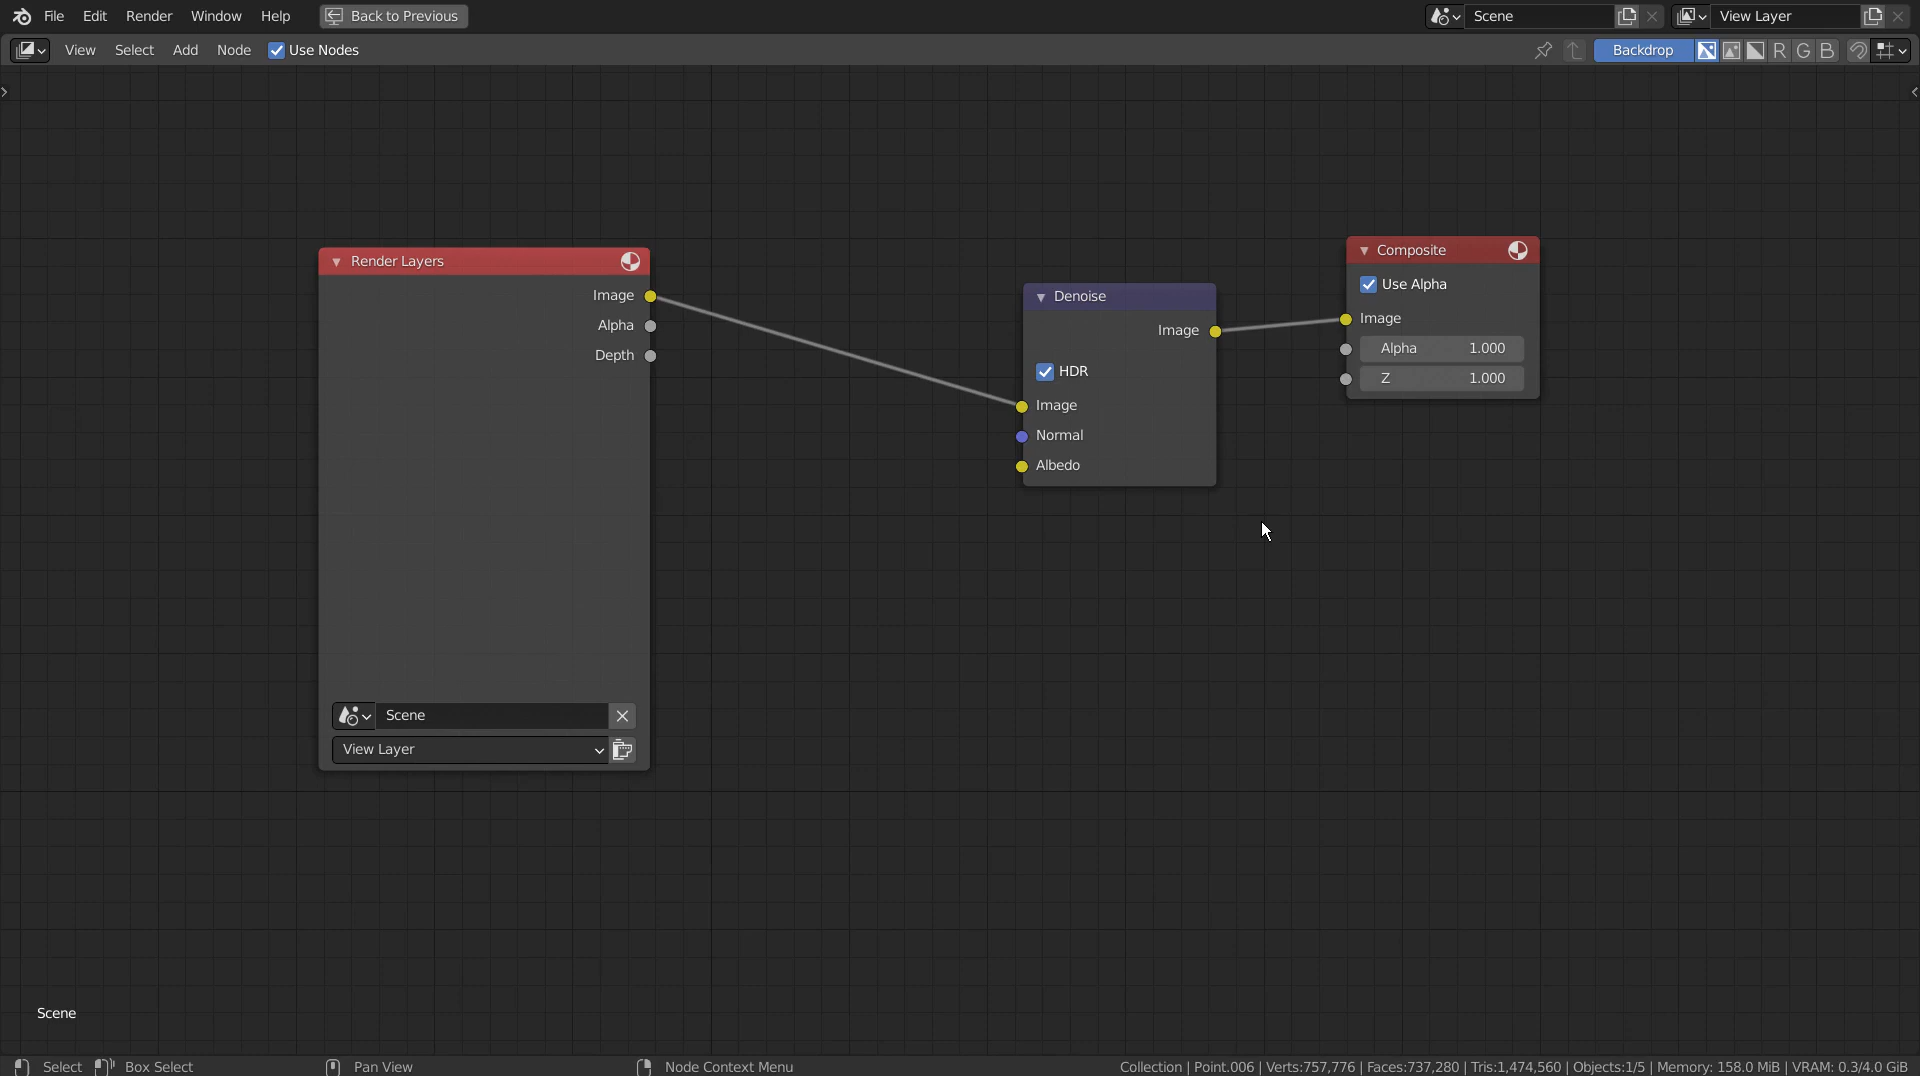 File Edit Render Window Help Back to Previous Scene View Layer
View Select Add Node Use Nodes Backdrop R G B
Render Layers
Image
Alpha
Depth
Scene
View Layer
Denoise
Image
HDR
Image
Normal
Albedo
Composite
Use Alpha
Image
Alpha 1.000
Z 1.000
Scene
Select Box Select Pan View Node Context Menu Collection | Point.006 | Verts:757,776 | Faces:737,280 | Tris:1,474,560 | Objects:1/5 | Memory: 158.0 MiB | VRAM: 0.3/4.0 GiB